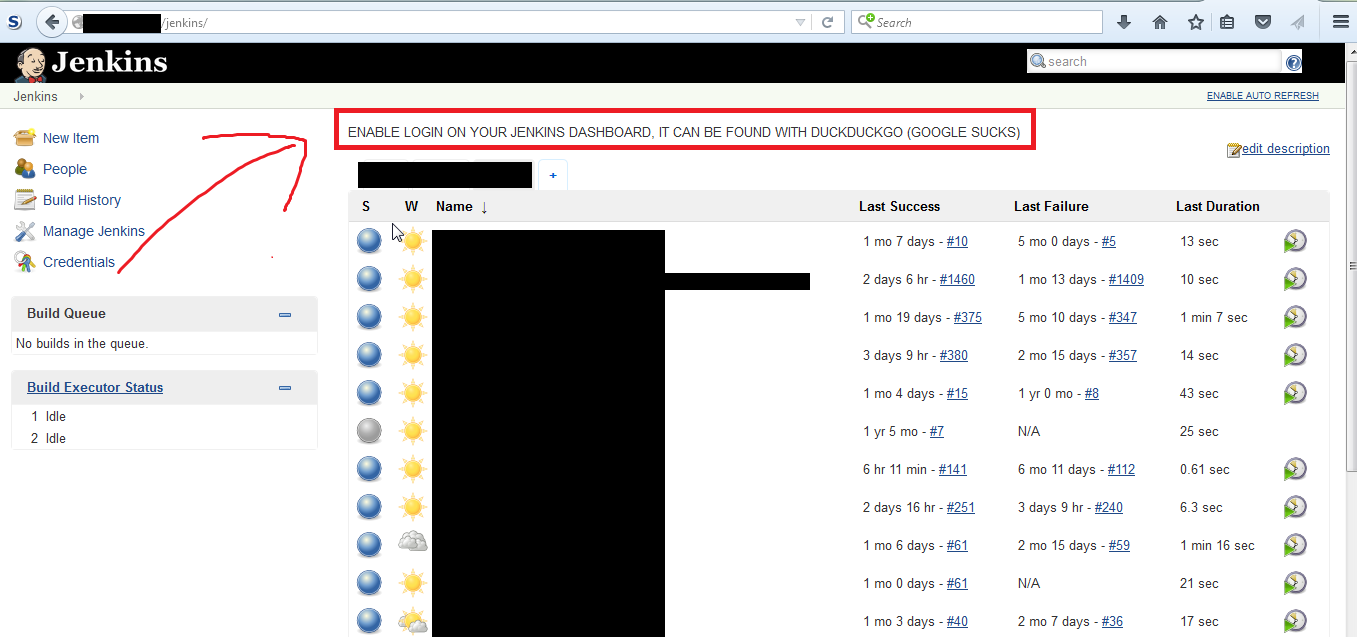 S /jenkins/ Search
Jenkins search ?
Jenkins ENABLE AUTO REFRESH
ENABLE LOGIN ON YOUR JENKINS DASHBOARD, IT CAN BE FOUND WITH DUCKDUCKGO (GOOGLE SUCKS)
edit description
New Item
People
Build History
Manage Jenkins
Credentials
Build Queue
No builds in the queue.
Build Executor Status
1 Idle
2 Idle
+
S W Name ↓ Last Success Last Failure Last Duration
1 mo 7 days - #10 5 mo 0 days - #5 13 sec
2 days 6 hr - #1460 1 mo 13 days - #1409 10 sec
1 mo 19 days - #375 5 mo 10 days - #347 1 min 7 sec
3 days 9 hr - #380 2 mo 15 days - #357 14 sec
1 mo 4 days - #15 1 yr 0 mo - #8 43 sec
1 yr 5 mo - #7 N/A 25 sec
6 hr 11 min - #141 6 mo 11 days - #112 0.61 sec
2 days 16 hr - #251 3 days 9 hr - #240 6.3 sec
1 mo 6 days - #61 2 mo 15 days - #59 1 min 16 sec
1 mo 0 days - #61 N/A 21 sec
1 mo 3 days - #40 2 mo 7 days - #36 17 sec